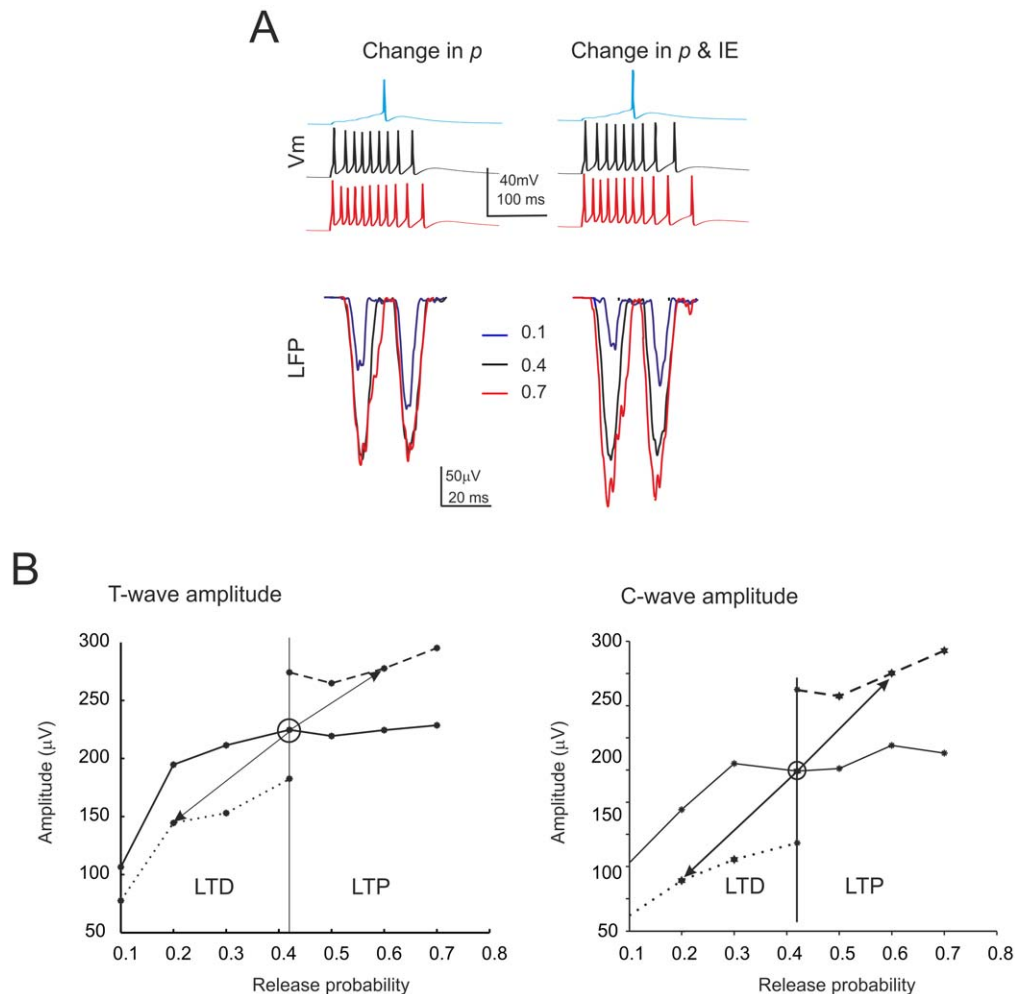 A
Change in p
Change in p & IE
Vm
40mV
100 ms
LFP
0.1
0.4
0.7
50µV
20 ms
B
T-wave amplitude
Amplitude (µV)
300
250
200
150
100
50
LTD
LTP
0.1 0.2 0.3 0.4 0.5 0.6 0.7 0.8
Release probability
C-wave amplitude
Amplitude (µV)
300
250
200
150
100
50
LTD
LTP
0.1 0.2 0.3 0.4 0.5 0.6 0.7 0.8
Release probability